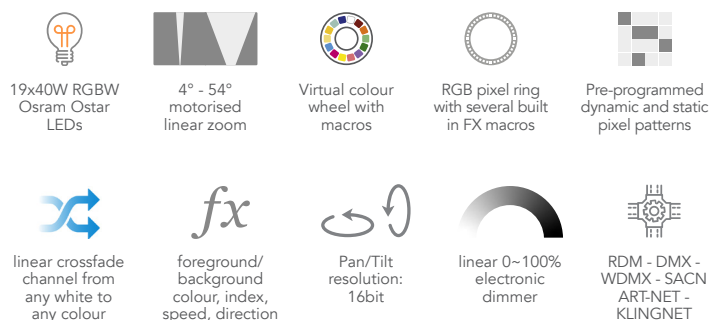 19x40W RGBW
Osram Ostar
LEDs
4° - 54°
motorised
linear zoom
Virtual colour
wheel with
macros
RGB pixel ring
with several built
in FX macros
Pre-programmed
dynamic and static
pixel patterns
linear crossfade
channel from
any white to
any colour
fx
foreground/
background
colour, index,
speed, direction
Pan/Tilt
resolution:
16bit
linear 0~100%
electronic
dimmer
RDM - DMX -
WDMX - SACN
ART-NET -
KLINGNET